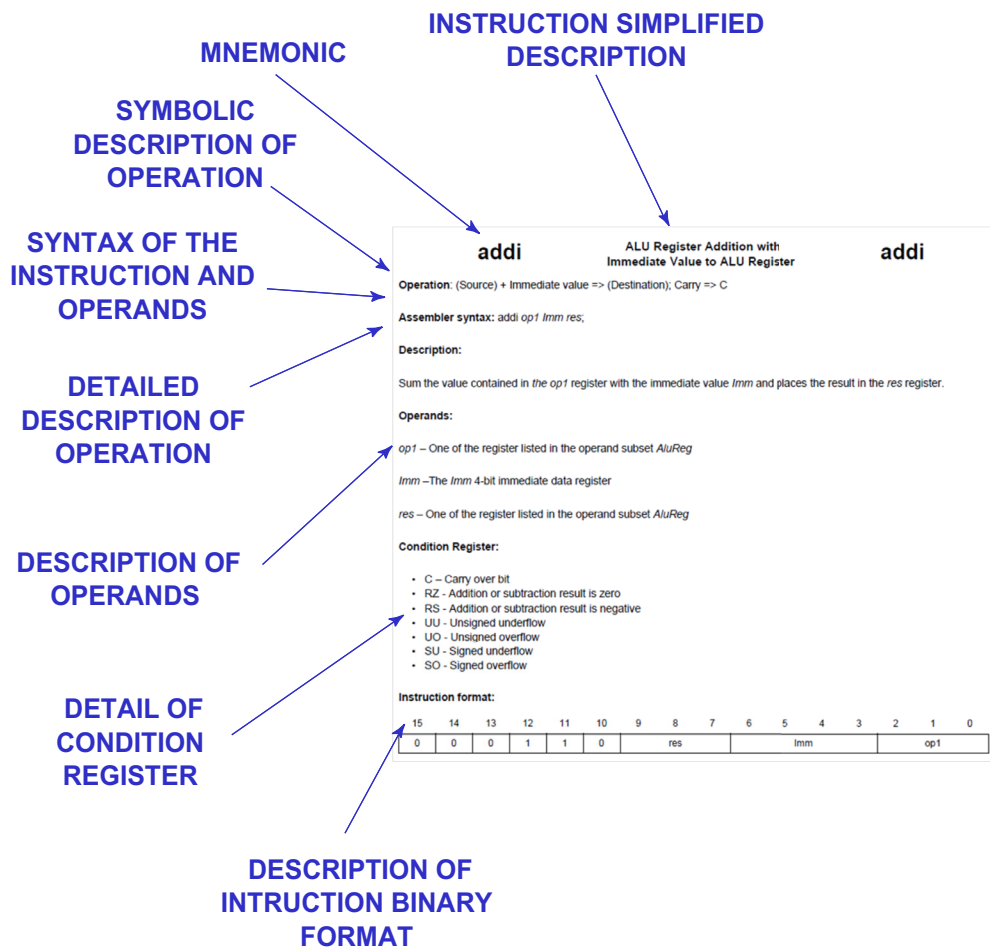 INSTRUCTION SIMPLIFIED
DESCRIPTION
MNEMONIC
SYMBOLIC
DESCRIPTION OF
OPERATION
SYNTAX OF THE
INSTRUCTION AND
OPERANDS
DETAILED
DESCRIPTION OF
OPERATION
DESCRIPTION OF
OPERANDS
DETAIL OF
CONDITION
REGISTER
DESCRIPTION OF
INTRUCTION BINARY
FORMAT
addi
ALU Register Addition with
Immediate Value to ALU Register
addi
Operation: (Source) + Immediate value => (Destination); Carry => C
Assembler syntax: addi op1 Imm res;
Description:
Sum the value contained in the op1 register with the immediate value Imm and places the result in the res register.
Operands:
op1 – One of the register listed in the operand subset AluReg
Imm –The Imm 4-bit immediate data register
res – One of the register listed in the operand subset AluReg
Condition Register:
• C – Carry over bit
• RZ - Addition or subtraction result is zero
• RS - Addition or subtraction result is negative
• UU - Unsigned underflow
• UO - Unsigned overflow
• SU - Signed underflow
• SO - Signed overflow
Instruction format:
15 14 13 12 11 10 9 8 7 6 5 4 3 2 1 0
0 0 0 1 1 0 res Imm op1